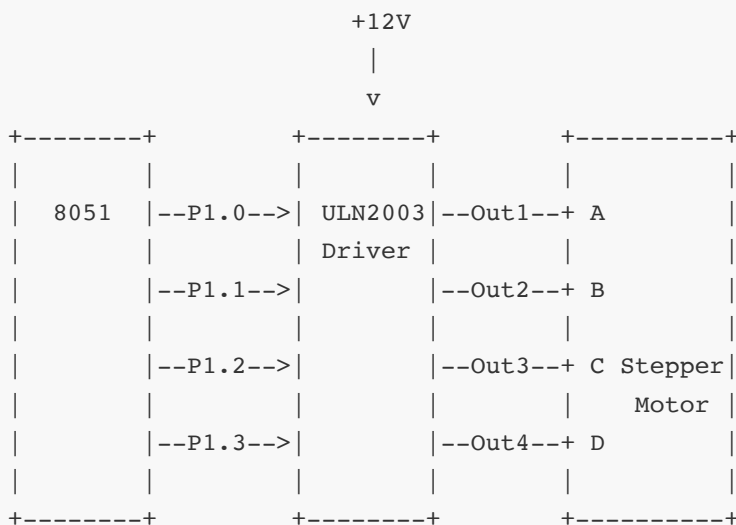 +12V
                            |
                            v
+--------+          +--------+         +----------+
|        |          |        |         |          |
|  8051  |--P1.0-->| ULN2003|--Out1--+ A
|        |          | Driver |         |          |
|        |--P1.1-->|        |--Out2--+ B
|        |          |        |         |          |
|        |--P1.2-->|        |--Out3--+ C Stepper|
|        |          |        |         |    Motor |
|        |--P1.3-->|        |--Out4--+ D        |
|        |          |        |         |          |
+--------+          +--------+         +----------+